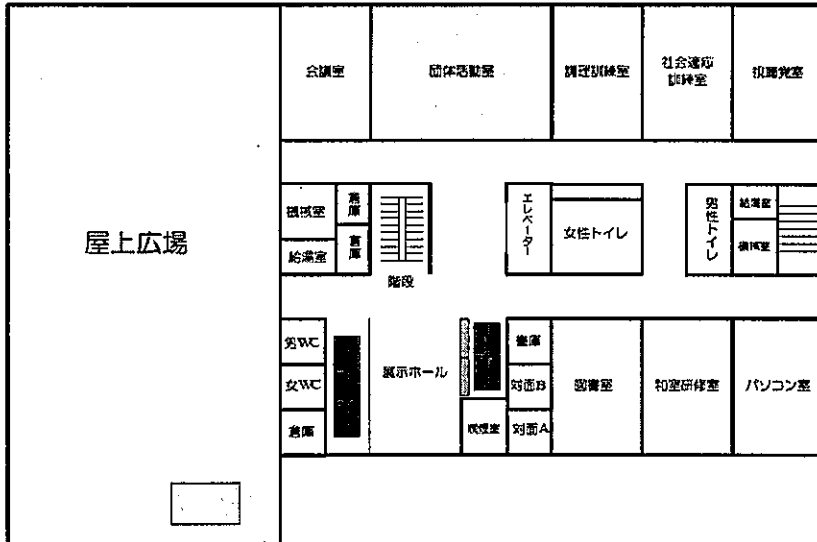 会議室
団体活動室
調理訓練室
社会適応
訓練室
視聴覚室
屋上広場
機械室
倉庫
給湯室
倉庫
階段
エレベーター
女性トイレ
男性トイレ
給湯室
機械室
男WC
女WC
倉庫
展示ホール
書庫
対面B
対面A
喫煙室
図書室
和室研修室
パソコン室